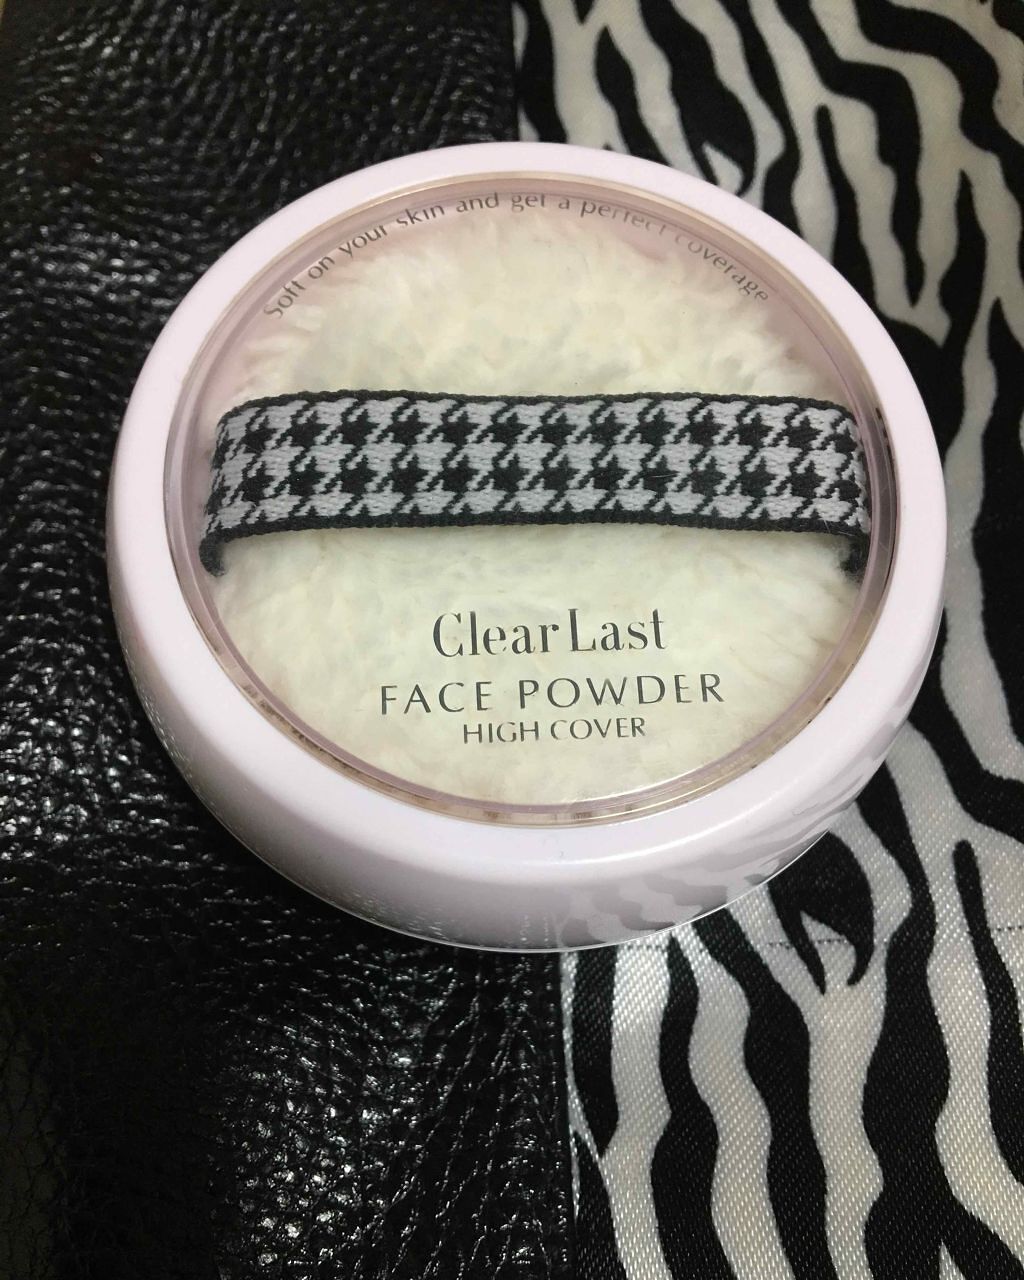 Soft on your skin and get a perfect coverage
Clear Last
FACE POWDER
HIGH COVER